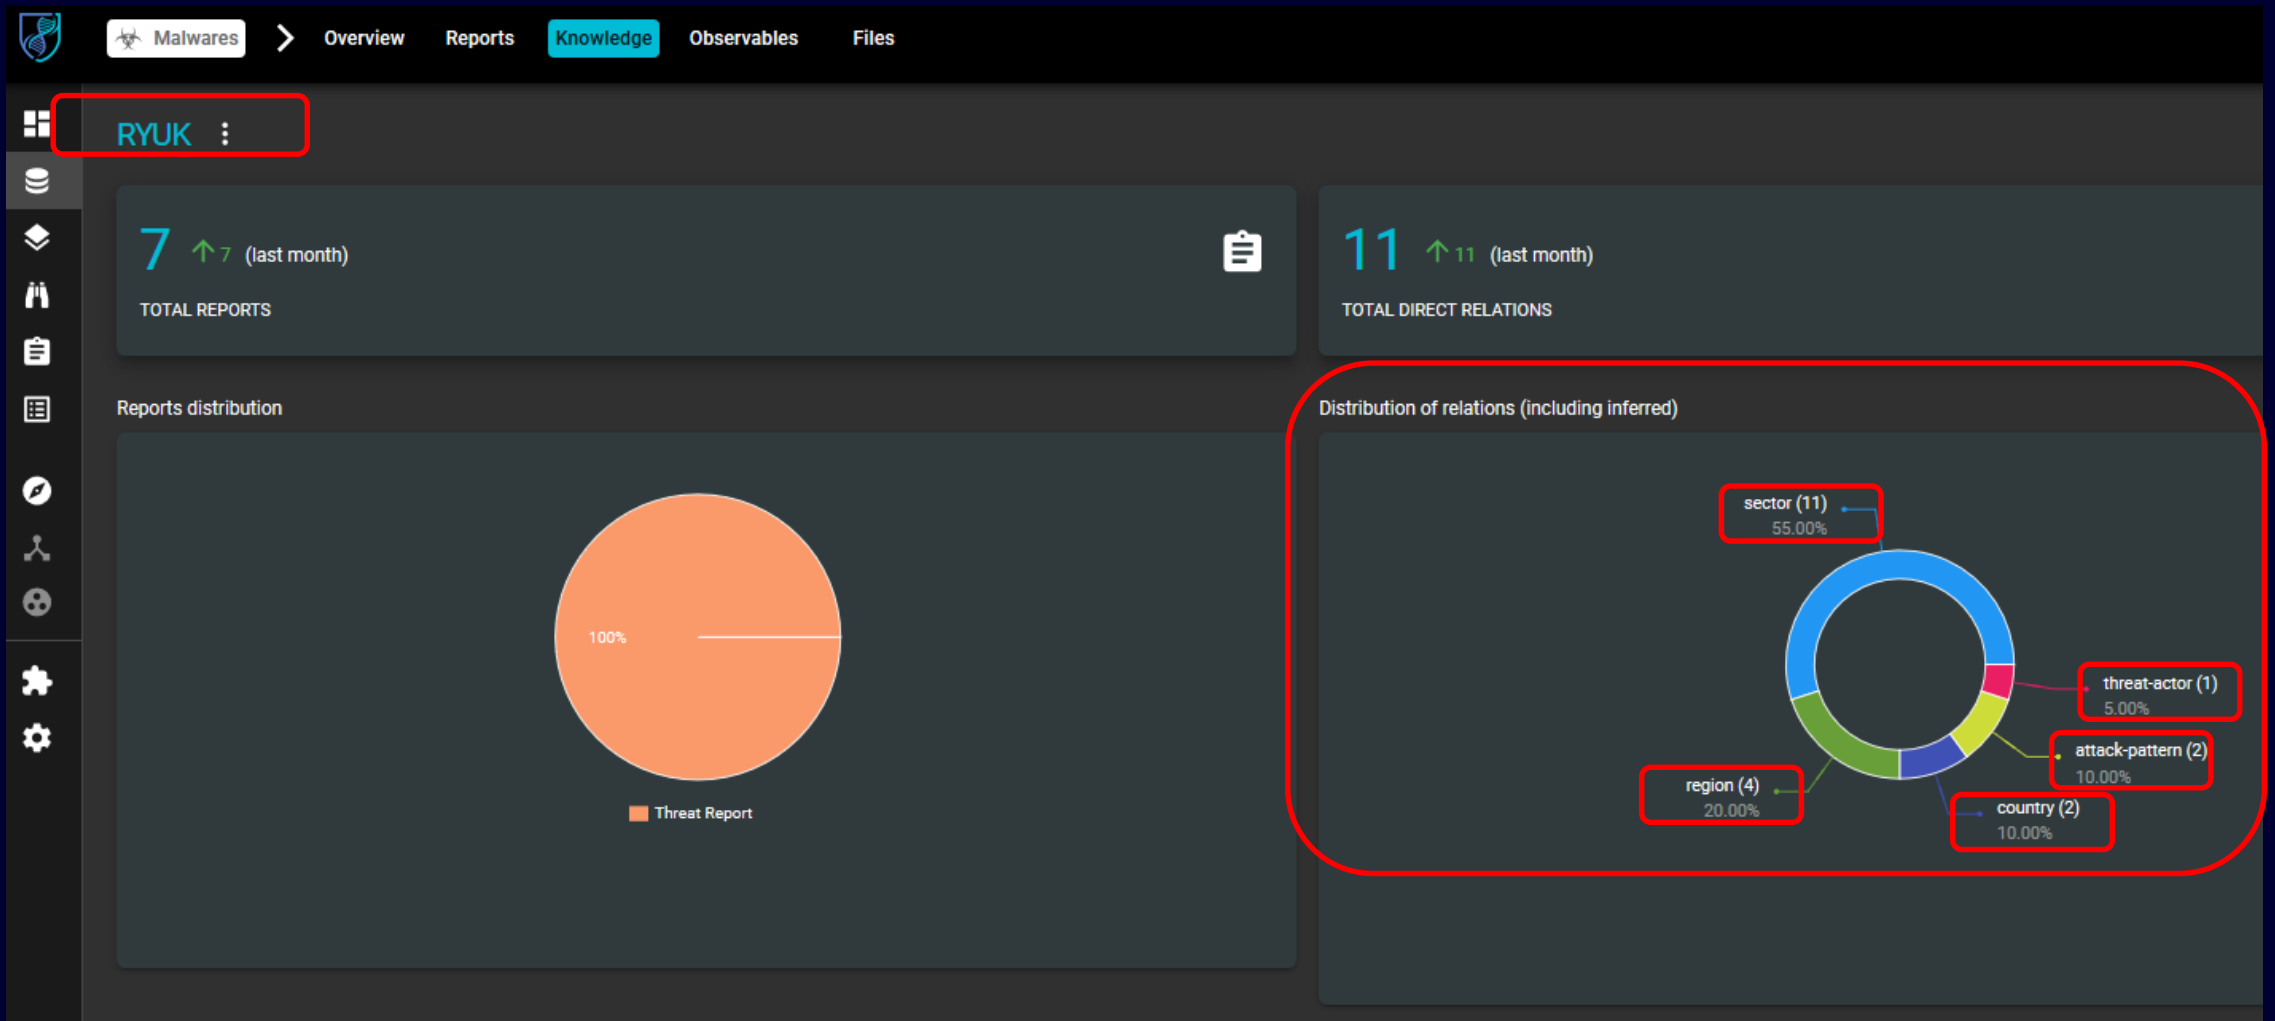 Malwares
Overview
Reports
Knowledge
Observables
Files
RYUK
7
7
(last month)
TOTAL REPORTS
11
11
(last month)
TOTAL DIRECT RELATIONS
Reports distribution
100%
Threat Report
Distribution of relations (including inferred)
sector (11)
55.00%
threat-actor (1)
5.00%
attack-pattern (2)
10.00%
region (4)
20.00%
country (2)
10.00%